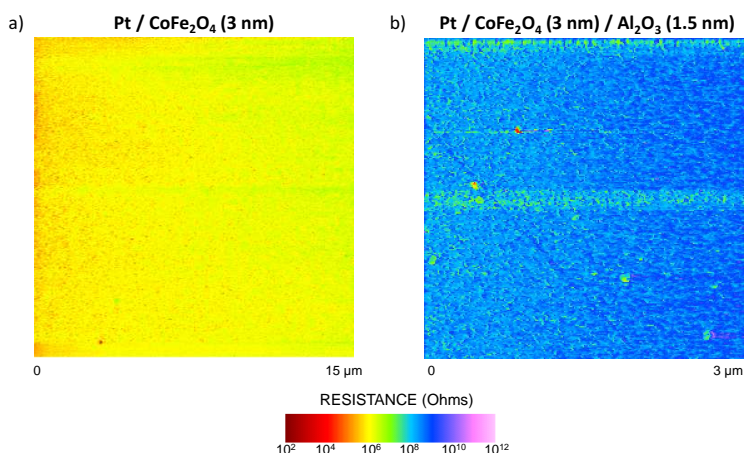 a) Pt / CoFe₂O₄ (3 nm)
b) Pt / CoFe₂O₄ (3 nm) / Al₂O₃ (1.5 nm)
0 15 µm
0 3 µm
RESISTANCE (Ohms)
10² 10⁴ 10⁶ 10⁸ 10¹⁰ 10¹²